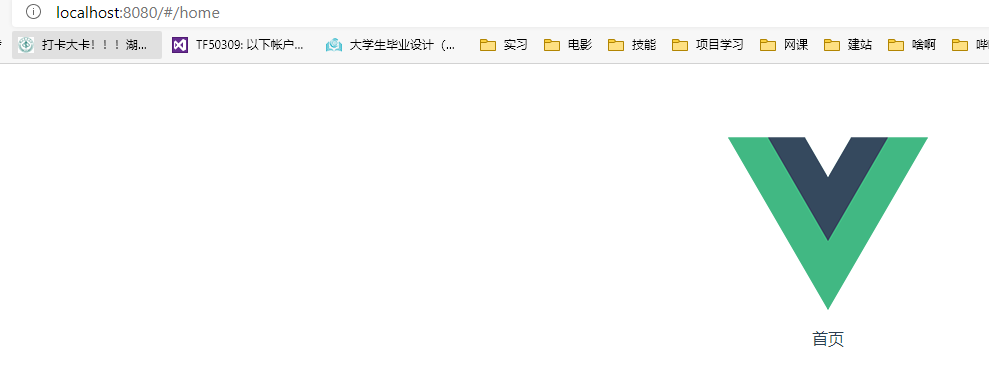 localhost:8080/#/home
打卡大卡！！！湖... TF50309: 以下帐户... 大学生毕业设计（... 实习 电影 技能 项目学习 网课 建站 啥啊
首页